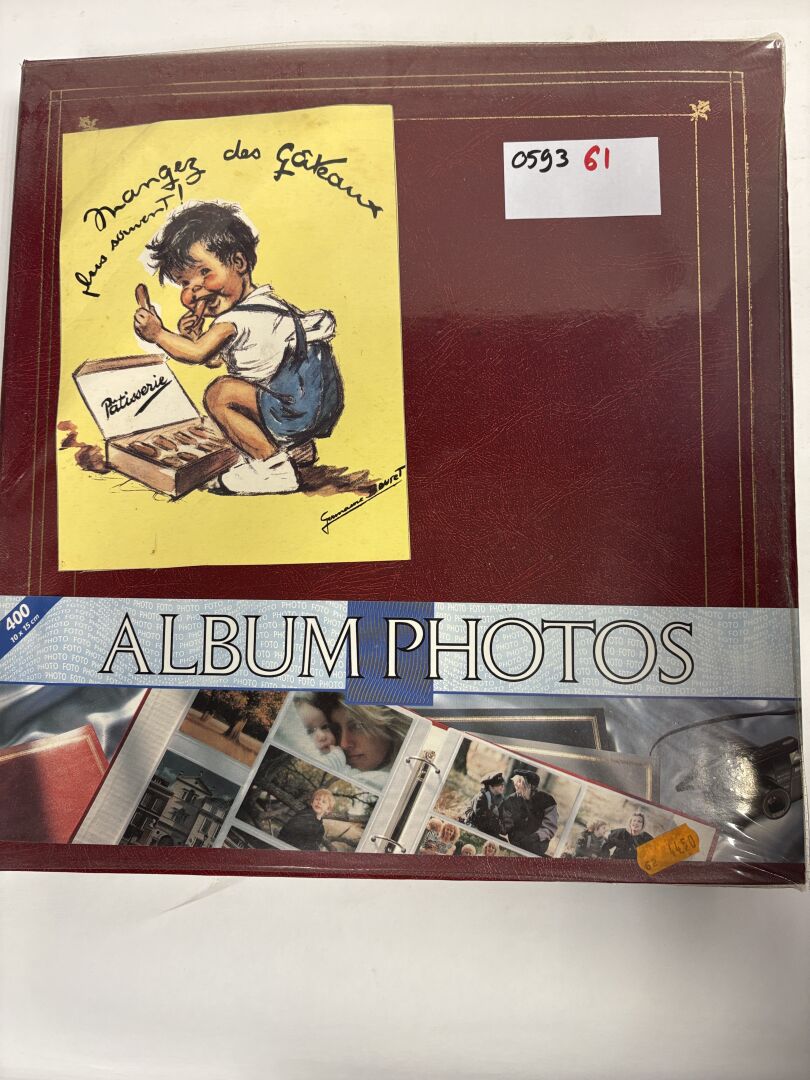 Mangez des Gâteaux
plus souvent!
Pâtisserie
Germaine Bouret
0593 61
400
10 x 15 cm
ALBUM PHOTOS